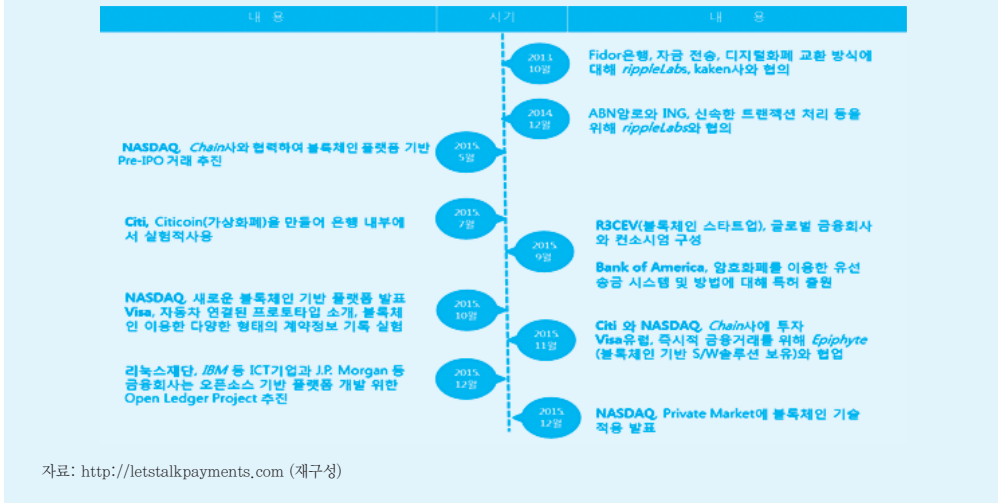 내 용 시 기 내 용
2013.
10월
Fidor은행, 자금 전송, 디지털화폐 교환 방식에
대해 rippleLabs, kaken사와 협의
2014.
12월
ABN암로와 ING, 신속한 트랜잭션 처리 등을
위해 ripplelabs와 협의
NASDAQ, Chain사와 협력하여 블록체인 플랫폼 기반
Pre-IPO 거래 추진
2015.
5월
Citi, Citicoin(가상화폐)을 만들어 은행 내부에
서 실험적사용
2015.
7월
2015.
9월
R3CEV(블록체인 스타트업), 글로벌 금융회사
와 컨소시엄 구성
Bank of America, 암호화폐를 이용한 유선
송금 시스템 및 방법에 대해 특허 출원
NASDAQ, 새로운 블록체인 기반 플랫폼 발표
Visa, 자동차 연결된 프로토타입 소개, 블록체
인 이용한 다양한 형태의 계약정보 기록 실험
2015.
10월
2015.
11월
Citi 와 NASDAQ, Chain사에 투자
Visa유럽, 즉시적 금융거래를 위해 Epiphyte
(블록체인 기반 S/W솔루션 보유)와 협업
리눅스재단, IBM 등 ICT기업과 J.P. Morgan 등
금융회사는 오픈소스 기반 플랫폼 개발 위한
Open Ledger Project 추진
2015.
12월
2015.
12월
NASDAQ, Private Market에 블록체인 기술
적용 발표
자료: http://letstalkpayments.com (재구성)